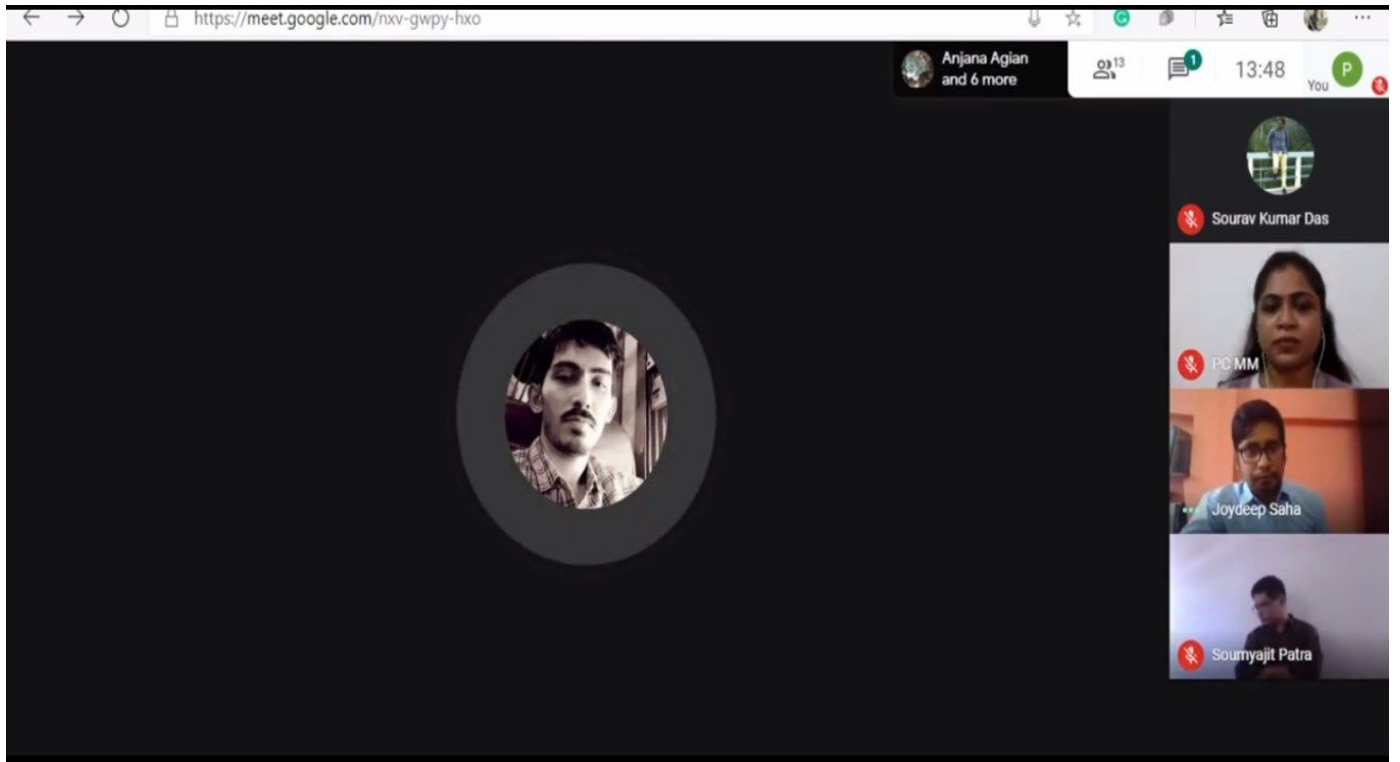 https://meet.google.com/nxv-gwpy-hxo
Anjana Agian
and 6 more
13
1
13:48
You
P
Sourav Kumar Das
PC MM
Joydeep Saha
Soumyajit Patra